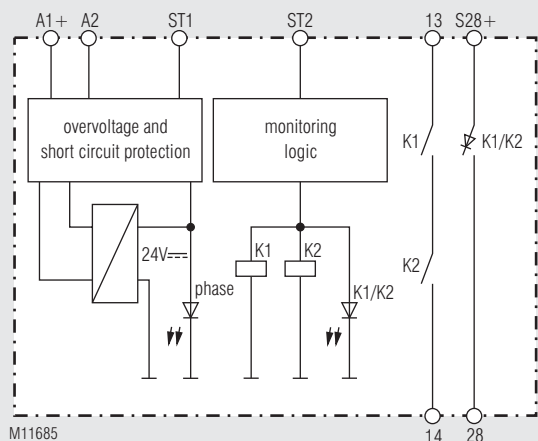 A1+ A2 ST1 ST2 13 S28+
overvoltage and
short circuit protection
monitoring
logic
K1 K1/K2
24V⎓ K1 K2 K2
phase K1/K2
M11685 14 28